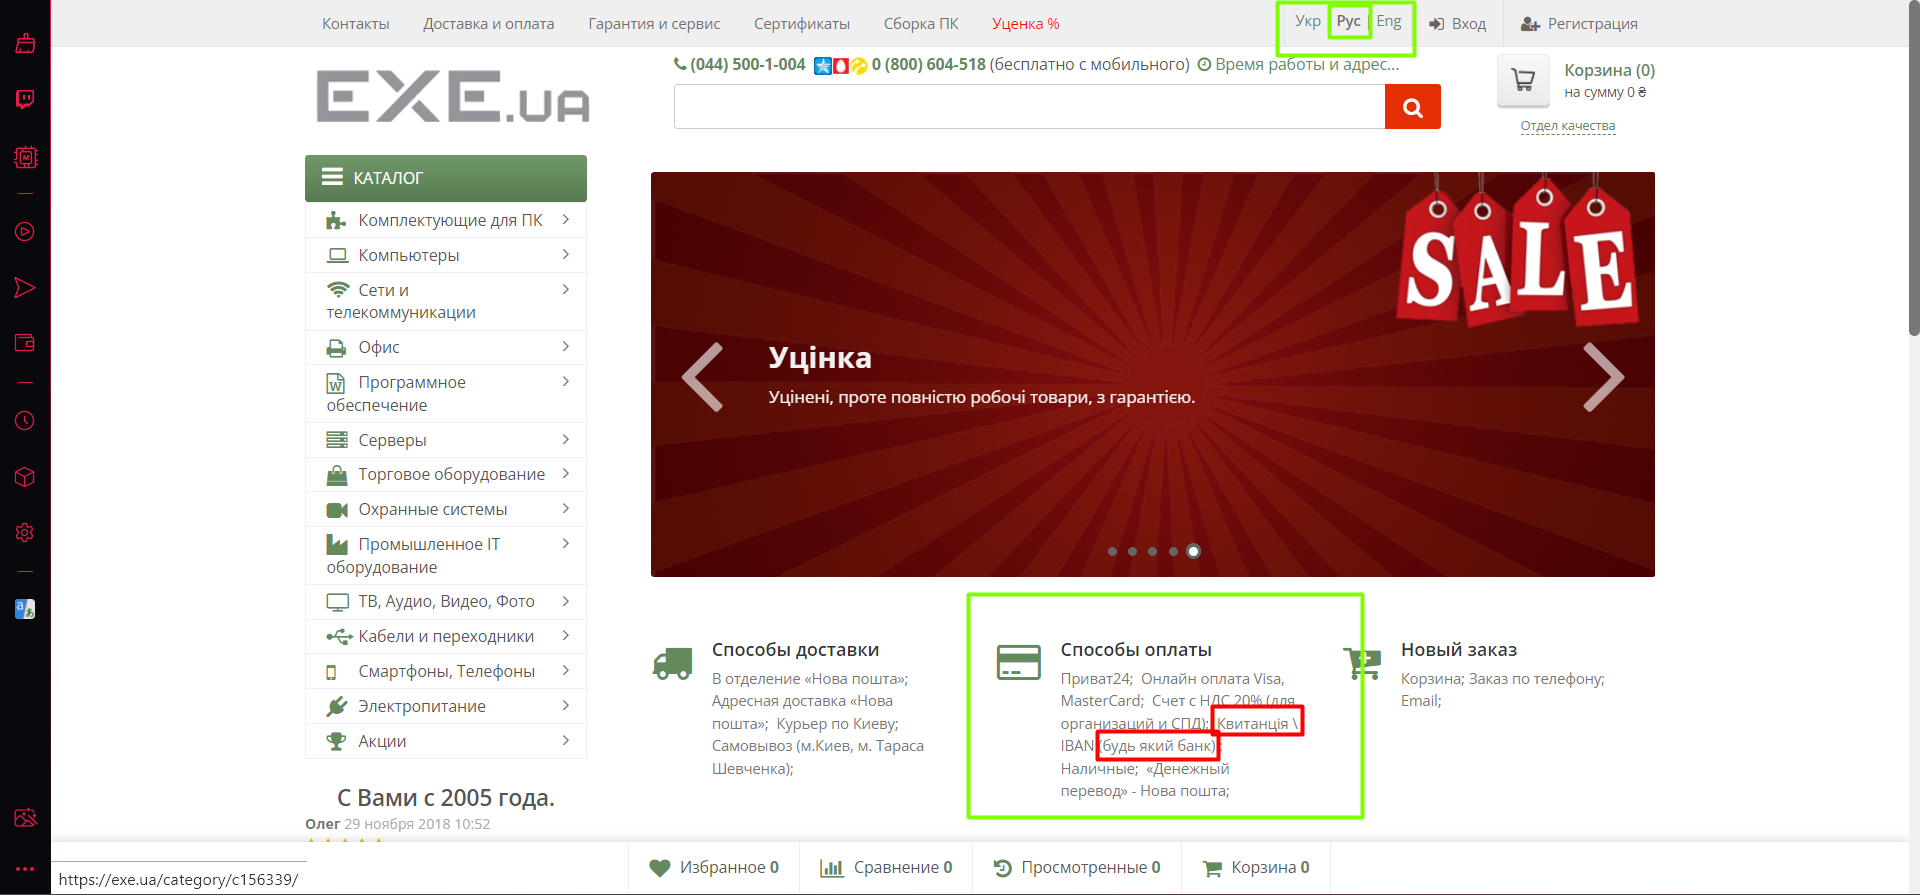 Контакты Доставка и оплата Гарантия и сервис Сертификаты Сборка ПК Уценка % Укр Рус | Eng Вход Регистрация
(044) 500-1-004 0 (800) 604-518 (бесплатно с мобильного) Время работы и адрес...
Корзина (0)
на сумму 0 ₴
Отдел качества
EXE.UA
КАТАЛОГ
Комплектующие для ПК
Компьютеры
Сети и
телекоммуникации
Офис
Программное
обеспечение
Серверы
Торговое оборудование
Охранные системы
Промышленное IT
оборудование
ТВ, Аудио, Видео, Фото
Кабели и переходники
Смартфоны, Телефоны
Электропитание
Акции
SALE
Уцінка
Уцінені, проте повністю робочі товари, з гарантією.
Способы доставки
В отделение «Нова пошта»;
Адресная доставка «Нова
пошта»; Курьер по Киеву;
Самовывоз (м.Киев, м. Тараса
Шевченка);
Способы оплаты
Приват24; Онлайн оплата Visa,
MasterCard; Счет с НДС 20% (для
организаций и СПД); Квитанція \
IBAN (будь який банк);
Наличные; «Денежный
перевод» - Нова пошта;
Новый заказ
Корзина; Заказ по телефону;
Email;
С Вами с 2005 года.
Олег 29 ноября 2018 10:52
https://exe.ua/category/c156339/
Избранное 0 Сравнение 0 Просмотренные 0 Корзина 0